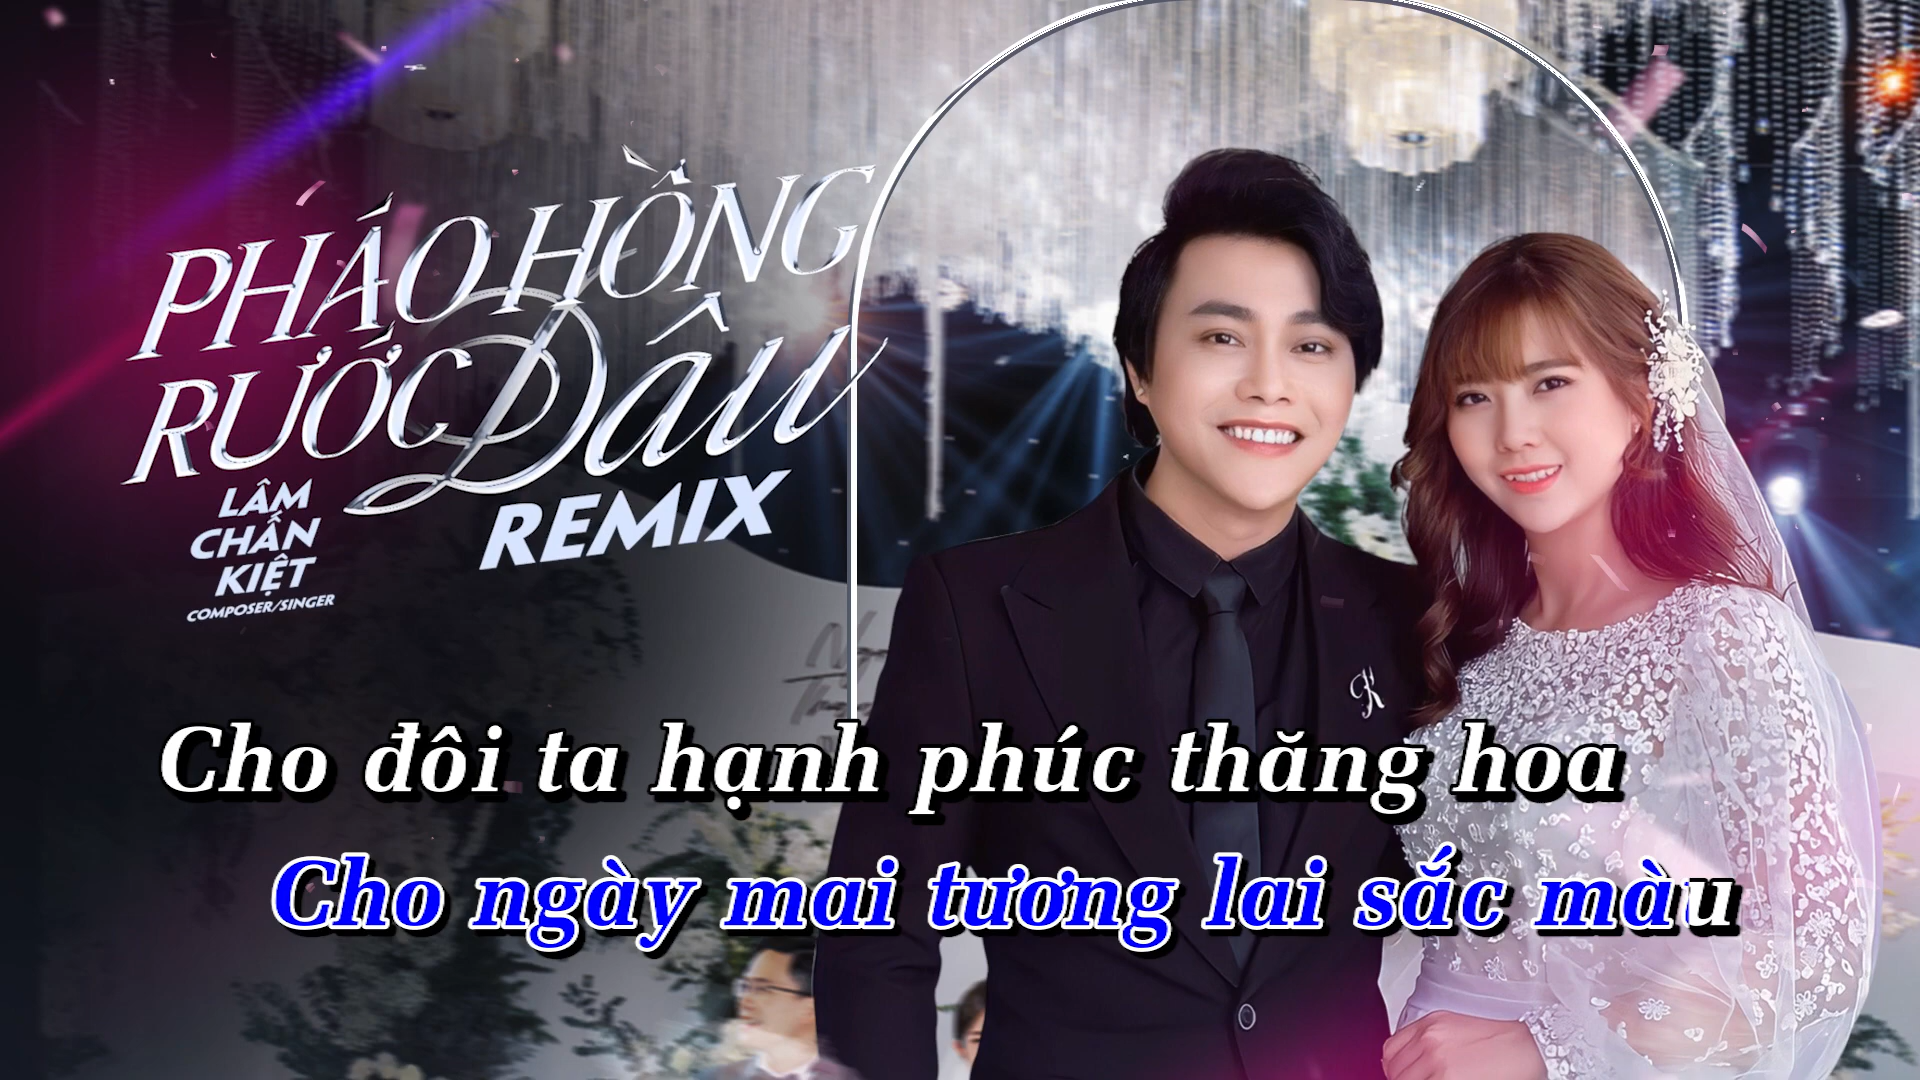 PHÁO HỒNG
RƯỚC Dâu
REMIX
LÂM
CHẤN
KIỆT
COMPOSER/SINGER
K
Cho đôi ta hạnh phúc thăng hoa
Cho ngày mai tương lai sắc màu